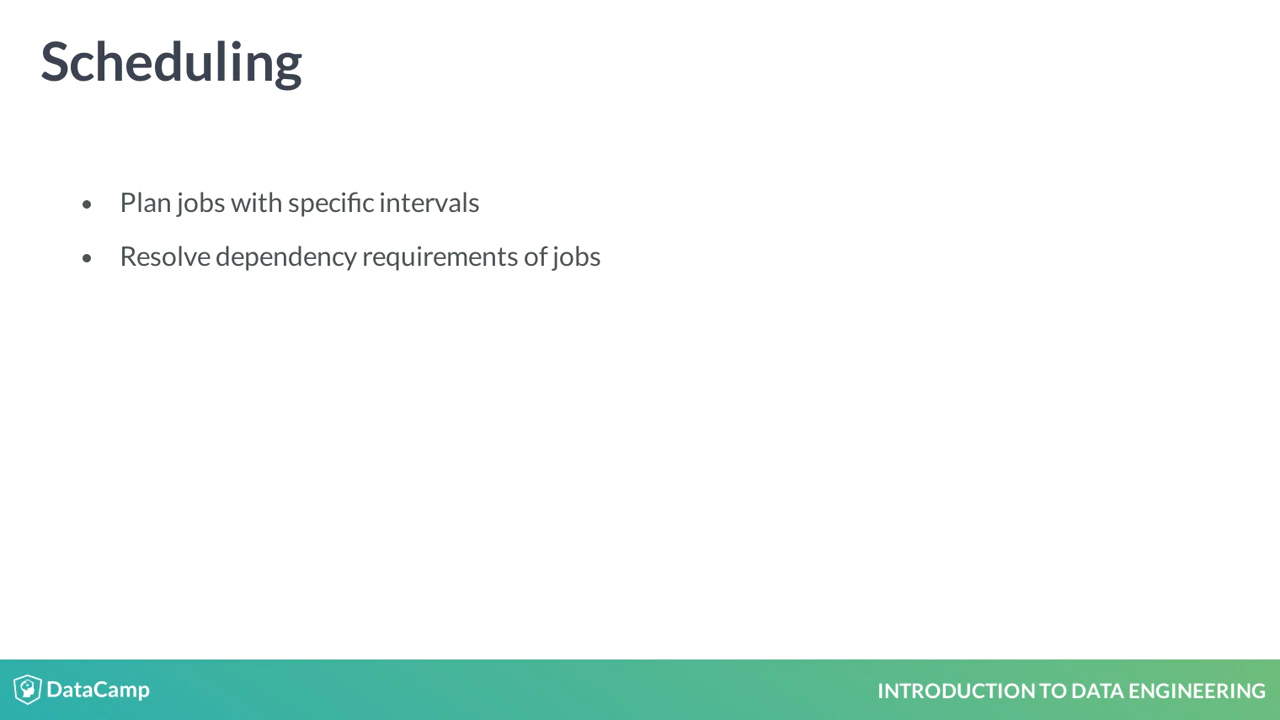 Scheduling
• Plan jobs with specific intervals
• Resolve dependency requirements of jobs
DataCamp
INTRODUCTION TO DATA ENGINEERING